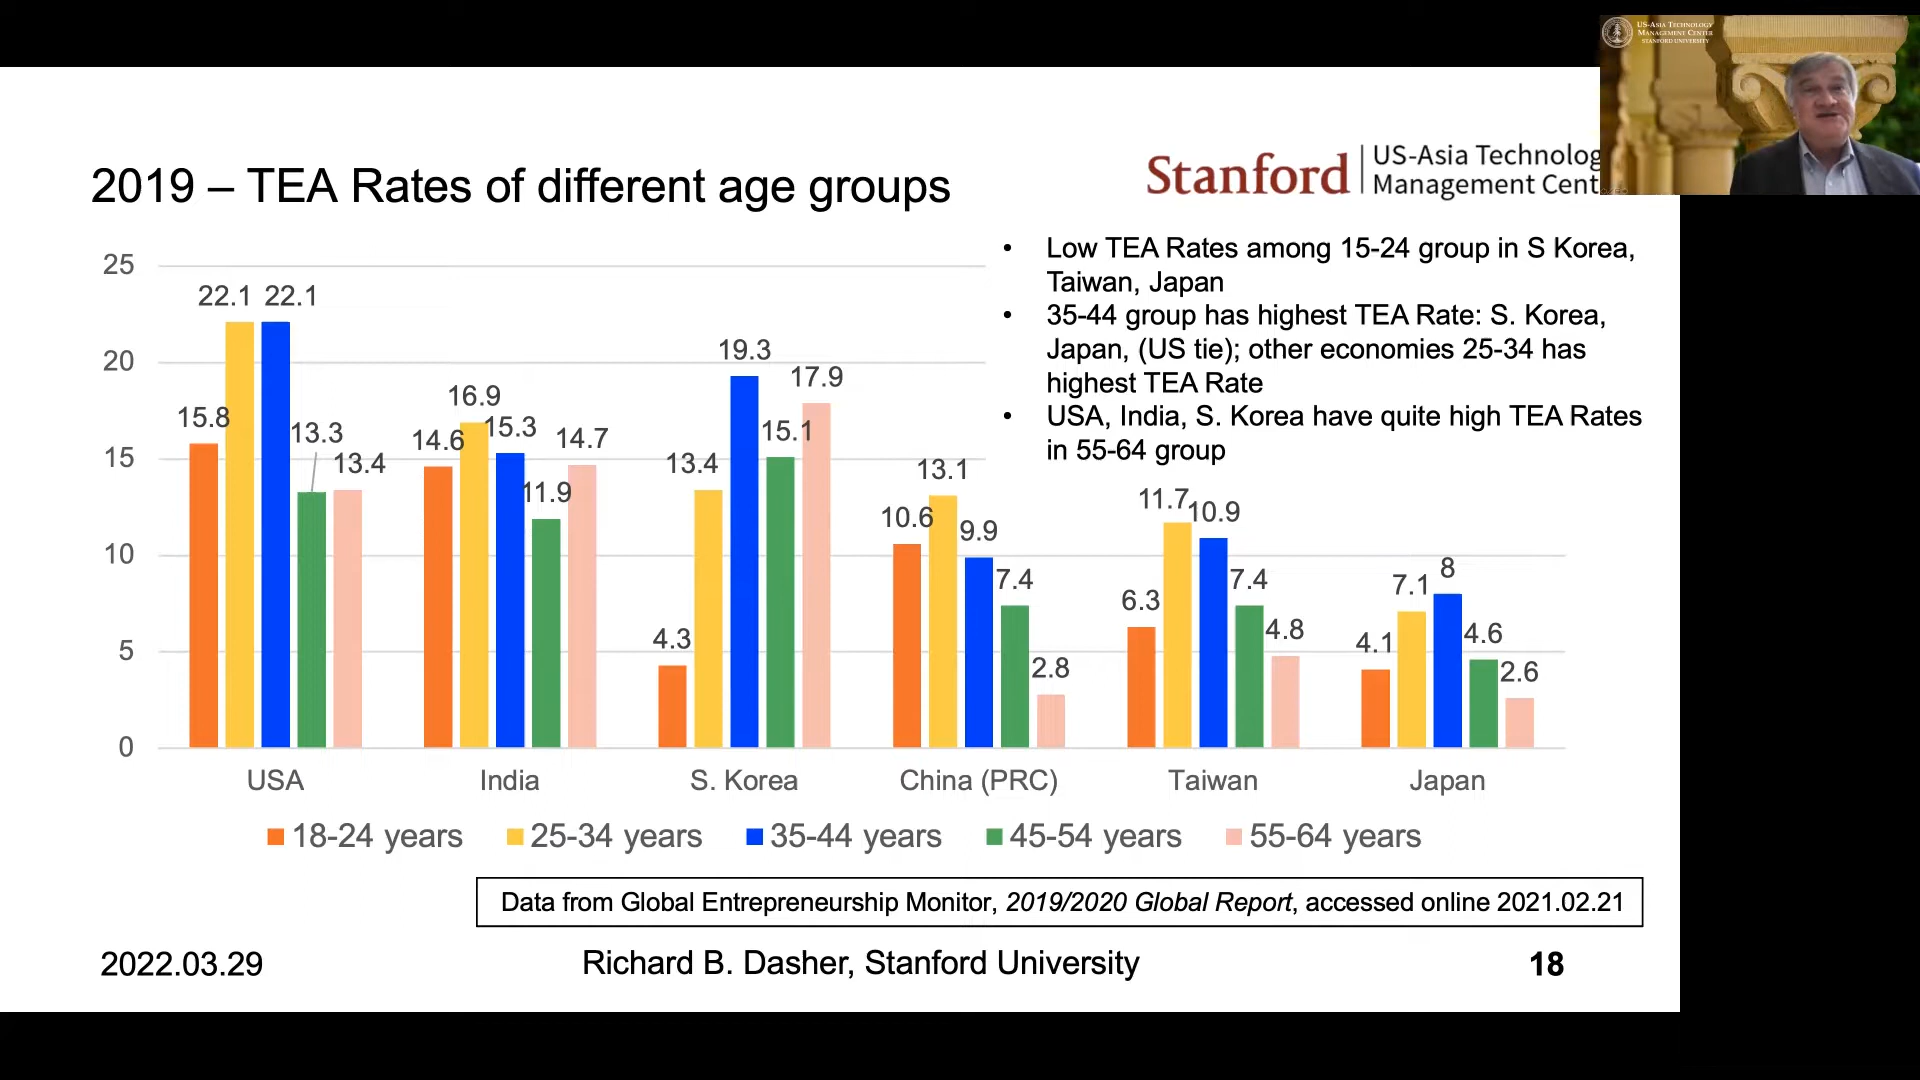 US-ASIA TECHNOLOGY
MANAGEMENT CENTER
STANFORD UNIVERSITY
2019 – TEA Rates of different age groups
Stanford
US-Asia Technolog
Management Cent
• Low TEA Rates among 15-24 group in S Korea,
Taiwan, Japan
• 35-44 group has highest TEA Rate: S. Korea,
Japan, (US tie); other economies 25-34 has
highest TEA Rate
• USA, India, S. Korea have quite high TEA Rates
in 55-64 group
25
20
15
10
5
0
15.8 22.1 22.1 13.3 13.4
14.6 16.9 15.3 11.9 14.7
4.3 13.4 19.3 15.1 17.9
10.6 13.1 9.9 7.4 2.8
6.3 11.7 10.9 7.4 4.8
4.1 7.1 8 4.6 2.6
USA India S. Korea China (PRC) Taiwan Japan
18-24 years 25-34 years 35-44 years 45-54 years 55-64 years
Data from Global Entrepreneurship Monitor, 2019/2020 Global Report, accessed online 2021.02.21
2022.03.29 Richard B. Dasher, Stanford University 18